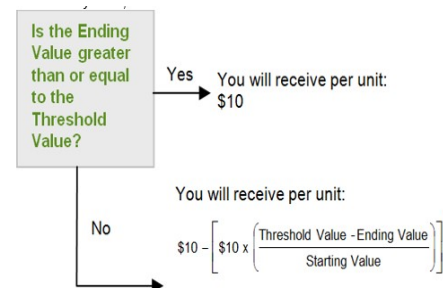 Is the Ending
Value greater
than or equal
to the
Threshold
Value?
Yes
You will receive per unit:
$10
No
You will receive per unit:
$10 – [$10 x (Threshold Value - Ending Value
Starting Value)]